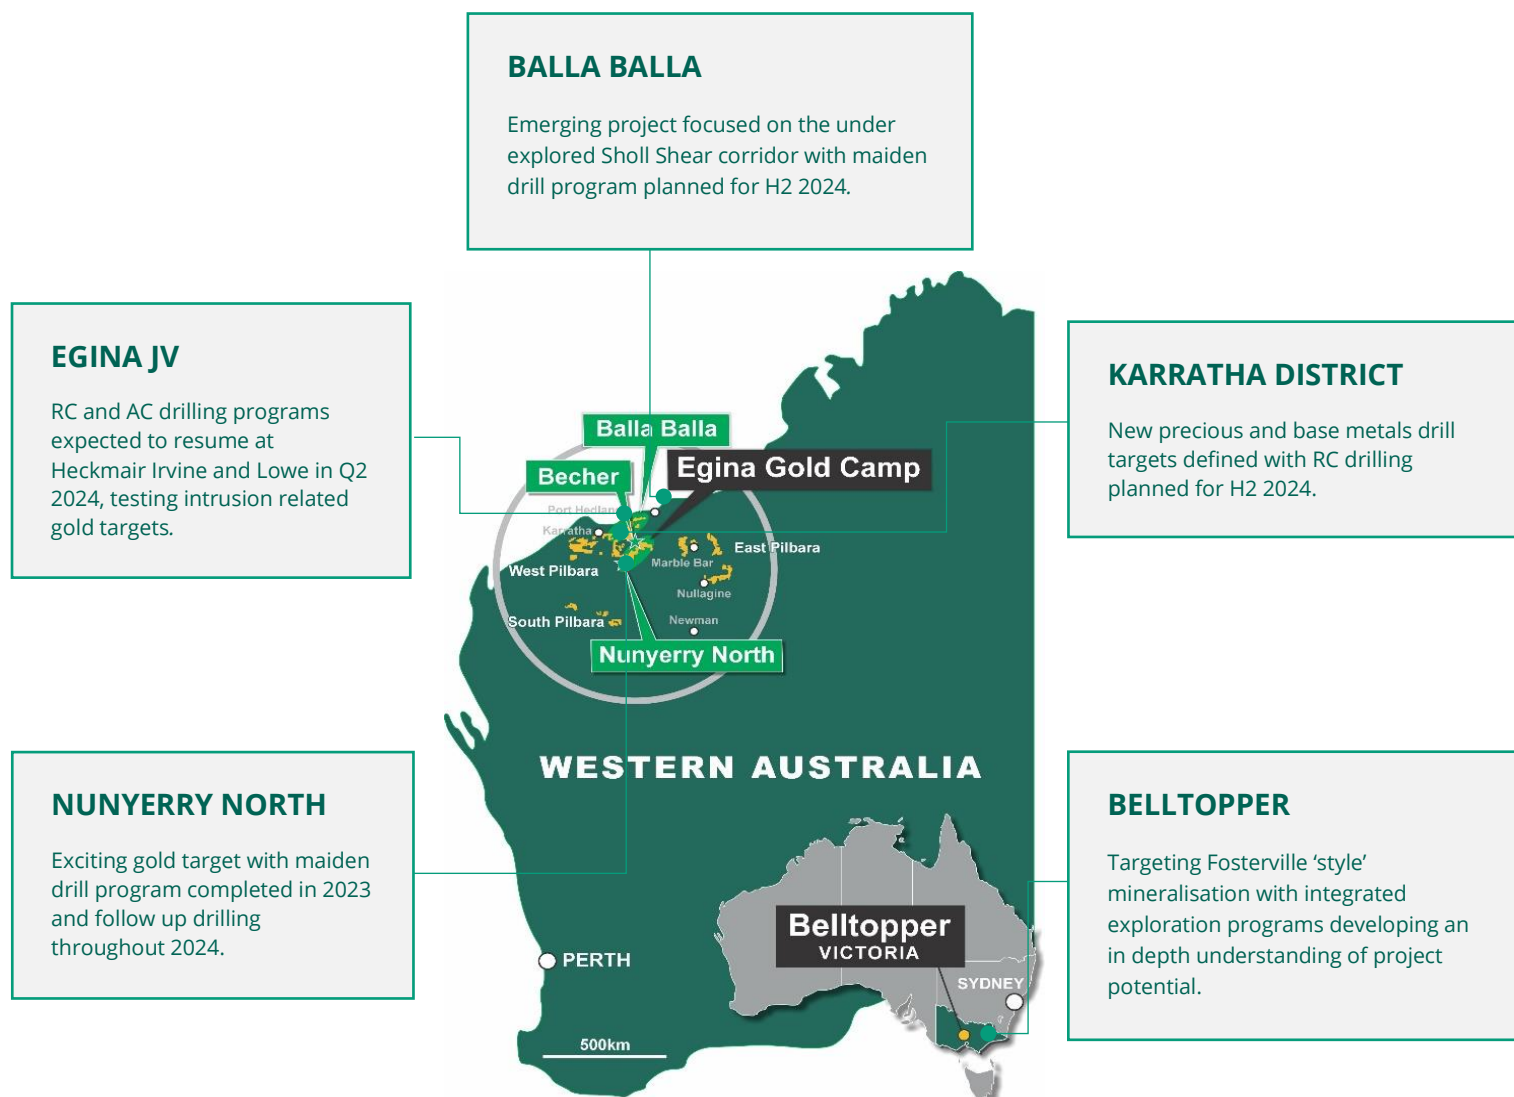 BALLA BALLA
Emerging project focused on the under
explored Sholl Shear corridor with maiden
drill program planned for H2 2024.
EGINA JV
RC and AC drilling programs
expected to resume at
Heckmair Irvine and Lowe in Q2
2024, testing intrusion related
gold targets.
KARRATHA DISTRICT
New precious and base metals drill
targets defined with RC drilling
planned for H2 2024.
Balla Balla
Egina Gold Camp
Becher
Port Hedland
Karratha
East Pilbara
Marble Bar
West Pilbara
Nullagine
South Pilbara
Newman
Nunyerry North
WESTERN AUSTRALIA
NUNYERRY NORTH
Exciting gold target with maiden
drill program completed in 2023
and follow up drilling
throughout 2024.
BELLTOPPER
Targeting Fosterville ‘style’
mineralisation with integrated
exploration programs developing an
in depth understanding of project
potential.
Belltopper
VICTORIA
PERTH
SYDNEY
500km